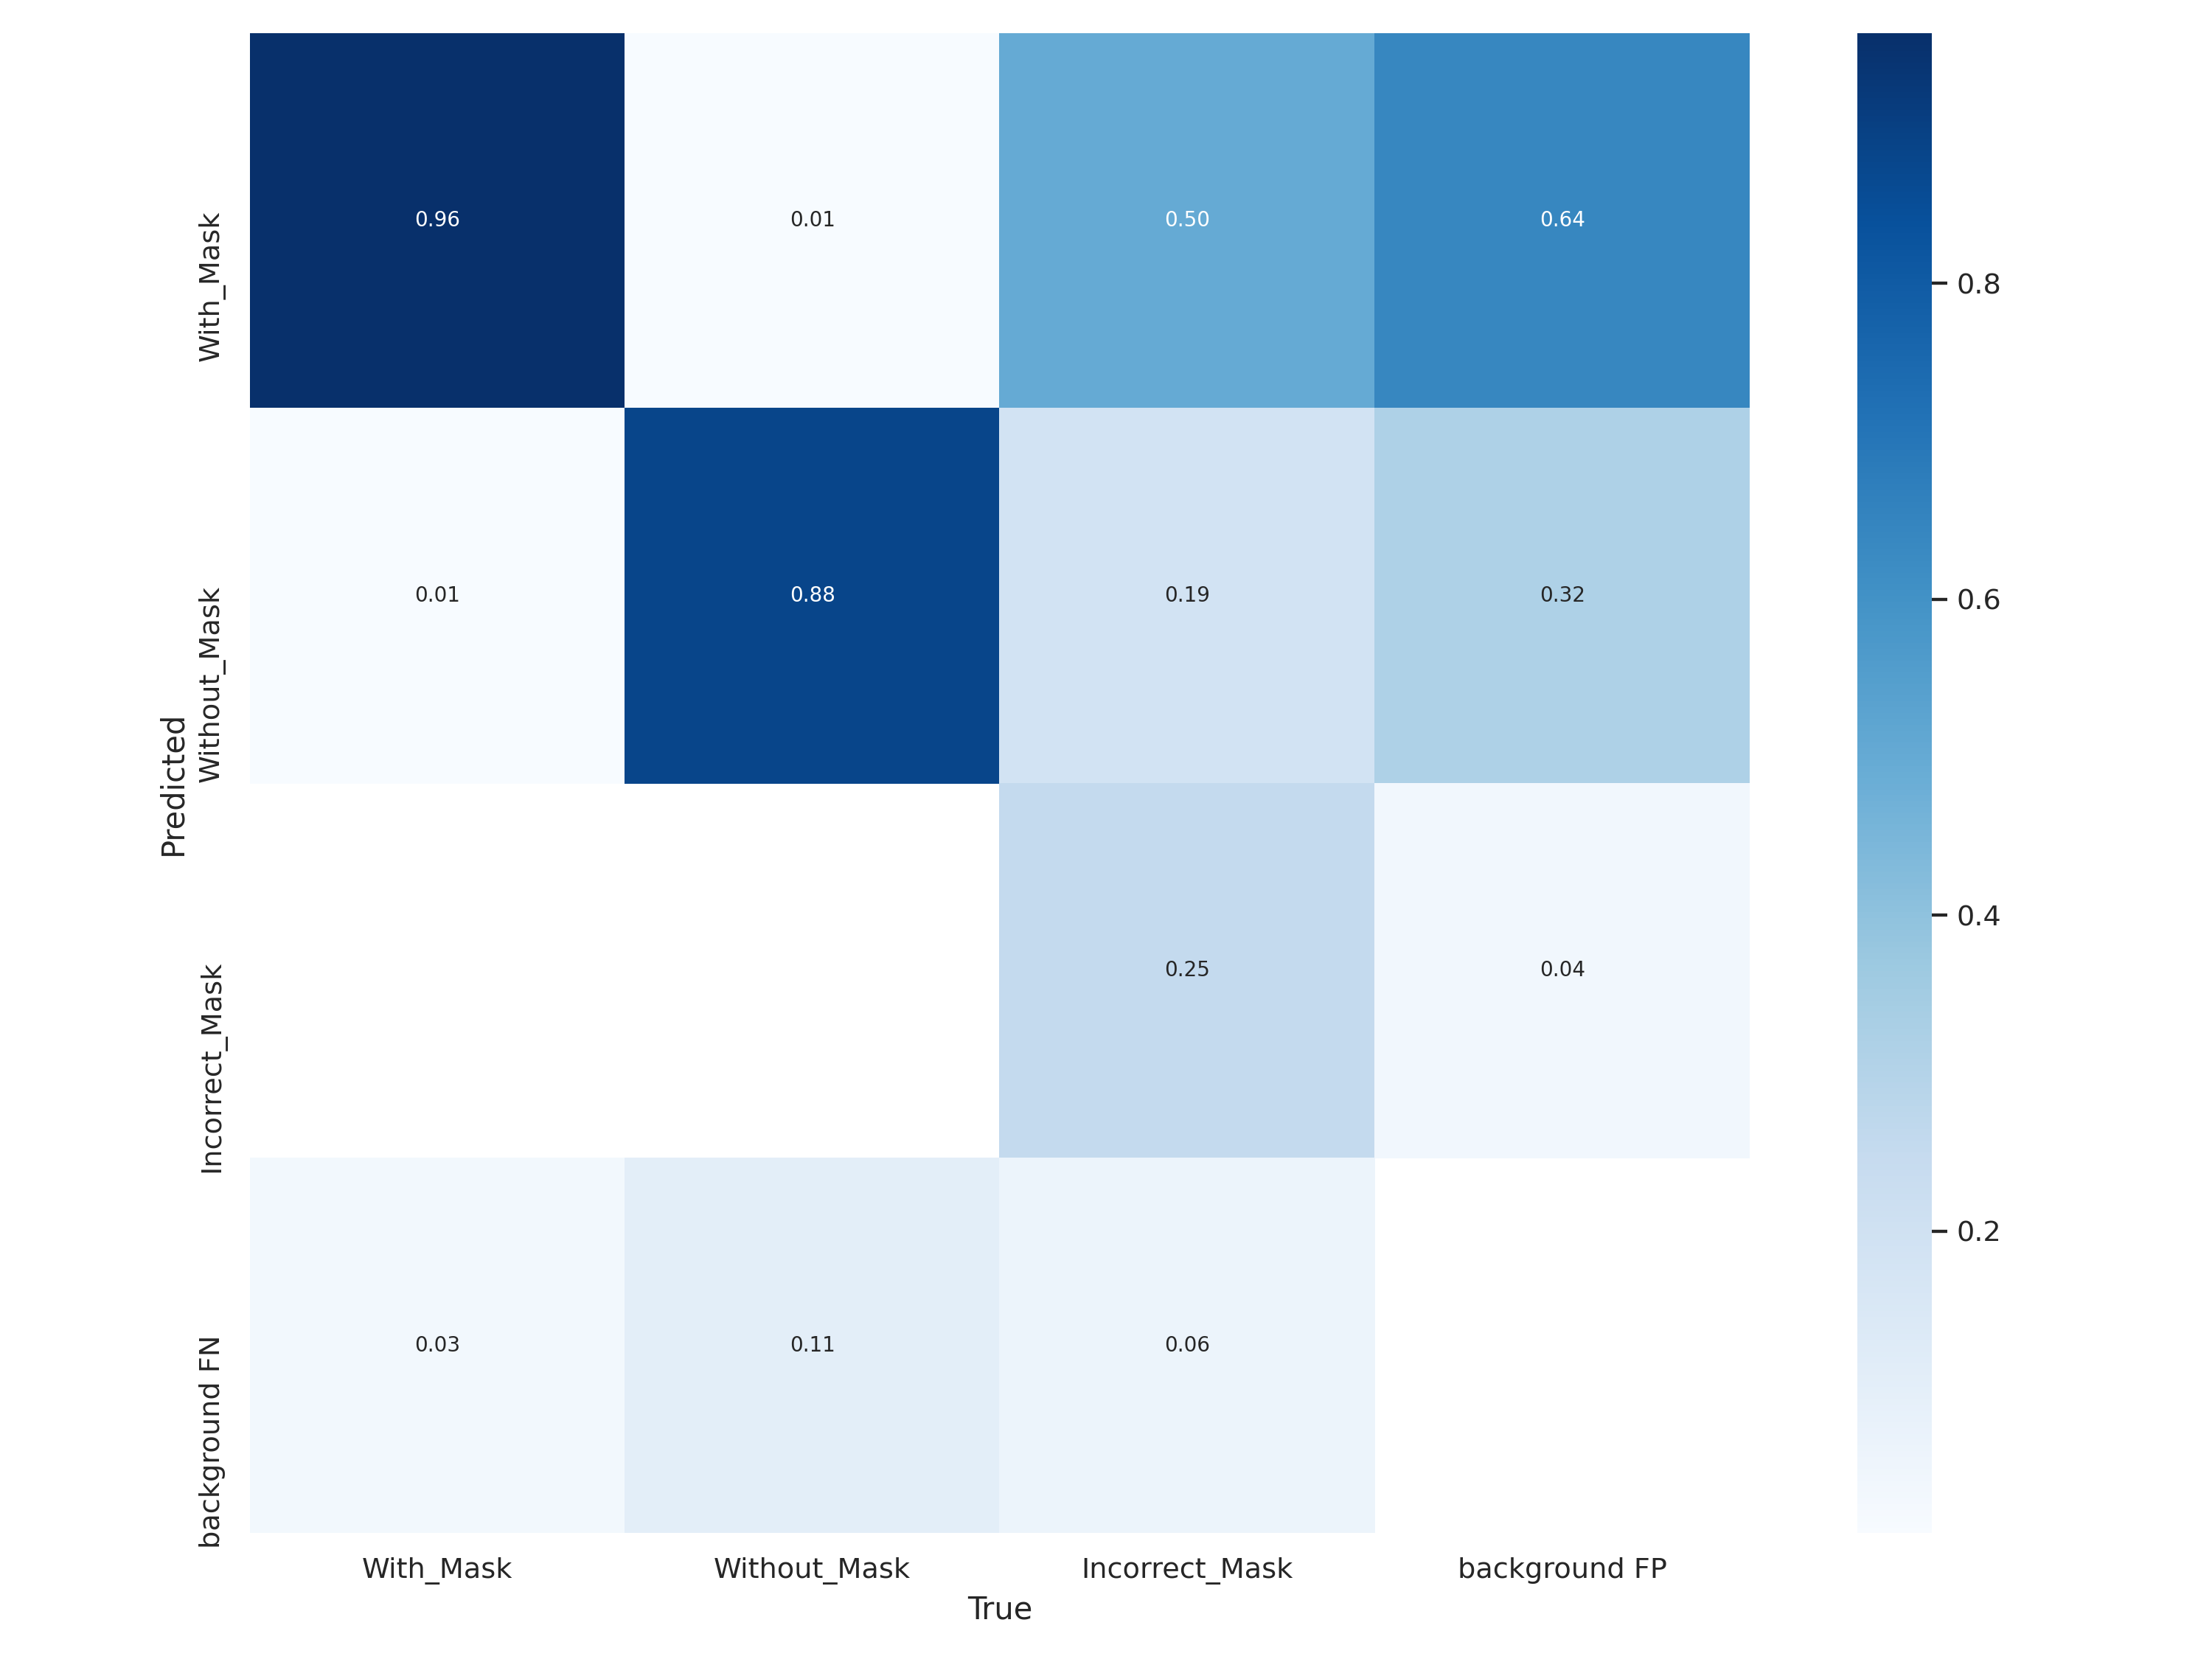 With_Mask
0.96
0.01
0.50
0.64
Without_Mask
0.01
0.88
0.19
0.32
Incorrect_Mask
0.25
0.04
background FN
0.03
0.11
0.06
Predicted
With_Mask
Without_Mask
Incorrect_Mask
background FP
True
0.8
0.6
0.4
0.2